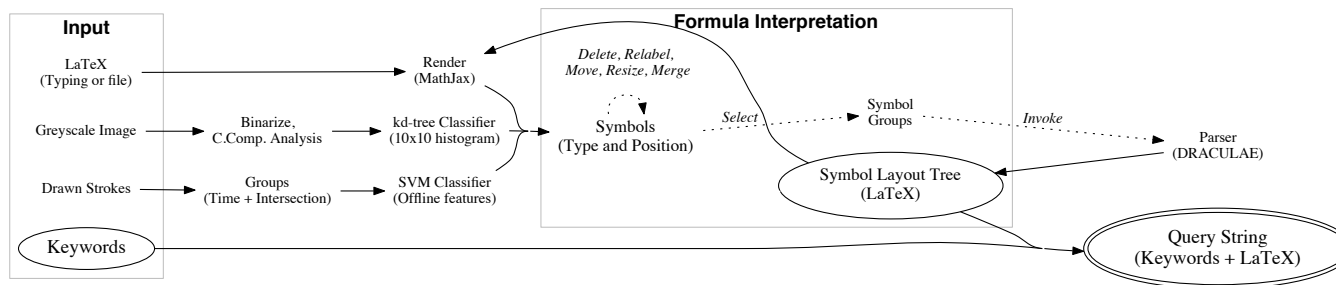 Input
Formula Interpretation
LaTeX
(Typing or file)
Render
(MathJax)
Delete, Relabel,
Move, Resize, Merge
Greyscale Image
Binarize,
C.Comp. Analysis
kd-tree Classifier
(10x10 histogram)
Symbols
(Type and Position)
Select
Symbol
Groups
Invoke
Parser
(DRACULAE)
Drawn Strokes
Groups
(Time + Intersection)
SVM Classifier
(Offline features)
Symbol Layout Tree
(LaTeX)
Keywords
Query String
(Keywords + LaTeX)